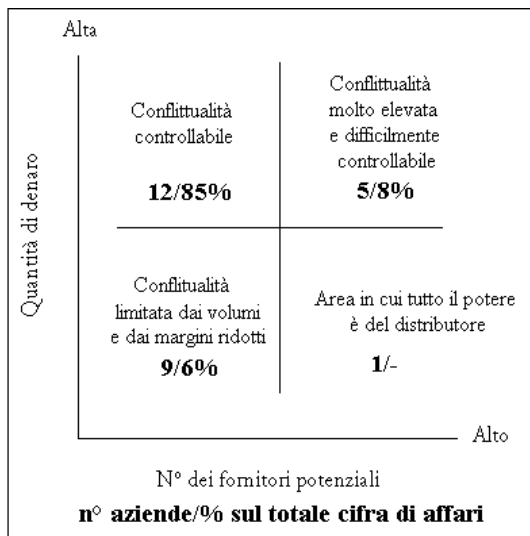 Alta
Quantità di denaro
Conflittualità
controllabile
12/85%
Conflittualità
molto elevata
e difficilmente
controllabile
5/8%
Conflitualità
limitata dai volumi
e dai margini ridotti
9/6%
Area in cui tutto il potere
è del distributore
1/-
Alto
N° dei fornitori potenziali
n° aziende/% sul totale cifra di affari